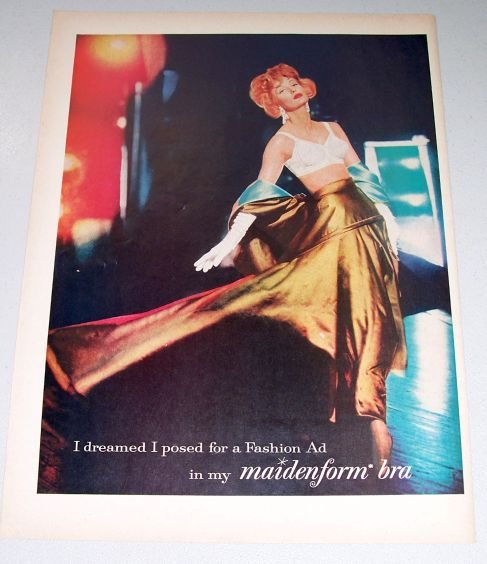 I dreamed I posed for a Fashion Ad
in my maidenform* bra